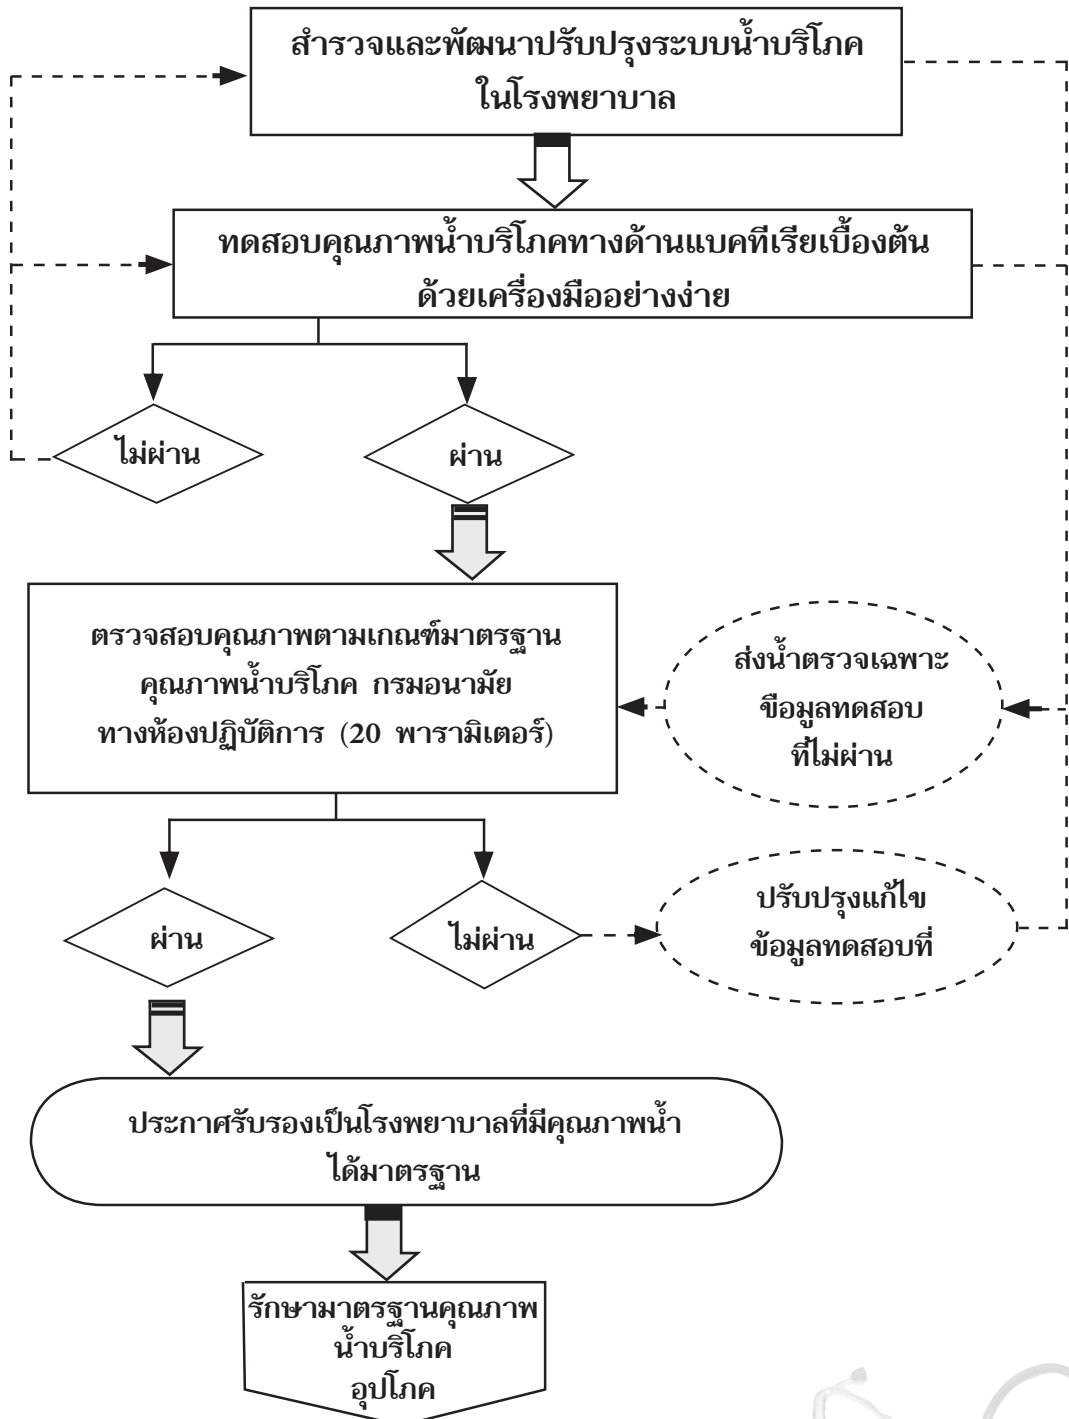 สำรวจและพัฒนาปรับปรุงระบบน้ำบริโภค
ในโรงพยาบาล
ทดสอบคุณภาพน้ำบริโภคทางด้านแบคทีเรียเบื้องต้น
ด้วยเครื่องมืออย่างง่าย
ไม่ผ่าน
ผ่าน
ตรวจสอบคุณภาพตามเกณฑ์มาตรฐาน
คุณภาพน้ำบริโภค กรมอนามัย
ทางห้องปฏิบัติการ (20 พารามิเตอร์)
ส่งน้ำตรวจเฉพาะ
ข้อมูลทดสอบ
ที่ไม่ผ่าน
ผ่าน
ไม่ผ่าน
ปรับปรุงแก้ไข
ข้อมูลทดสอบที่
ประกาศรับรองเป็นโรงพยาบาลที่มีคุณภาพน้ำ
ได้มาตรฐาน
รักษามาตรฐานคุณภาพ
น้ำบริโภค
อุปโภค